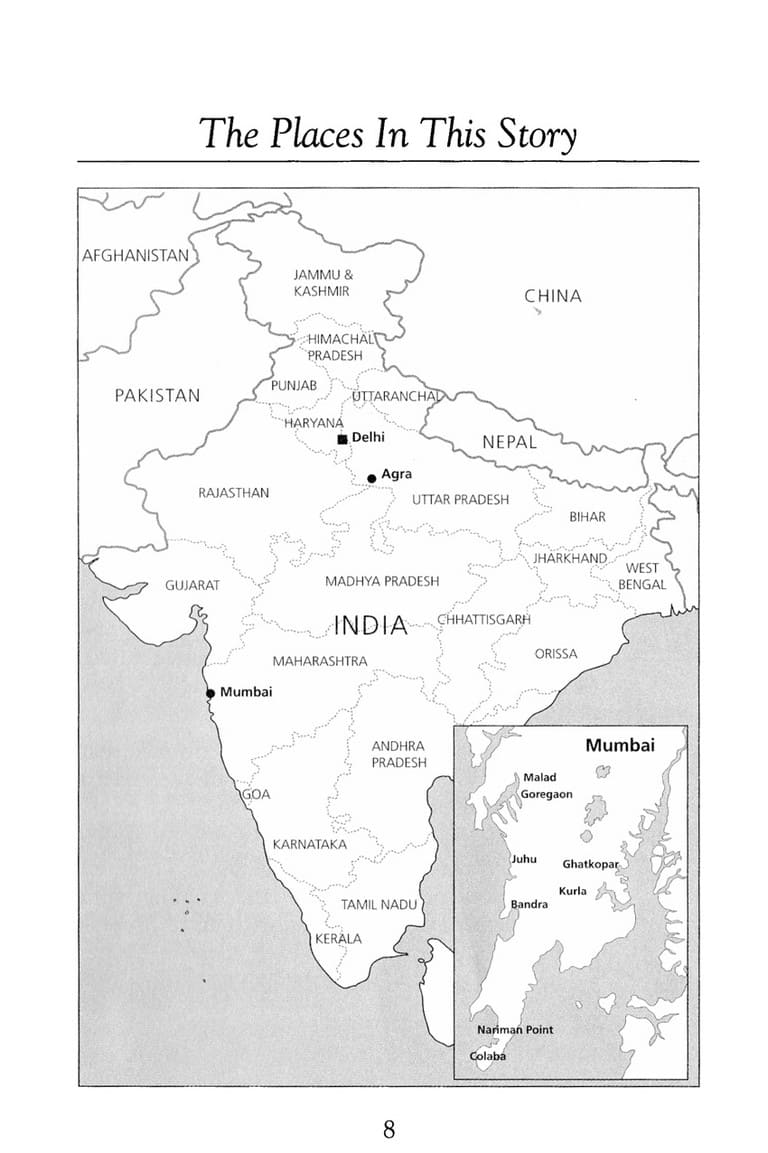 The Places In This Story
AFGHANISTAN
JAMMU &
KASHMIR
CHINA
HIMACHAL
PRADESH
PAKISTAN
PUNJAB
UTTARANCHAL
HARYANA
Delhi
NEPAL
Agra
RAJASTHAN
UTTAR PRADESH
BIHAR
JHARKHAND
WEST
BENGAL
GUJARAT
MADHYA PRADESH
INDIA
CHHATTISGARH
ORISSA
MAHARASHTRA
Mumbai
ANDHRA
PRADESH
GOA
KARNATAKA
TAMIL NADU
KERALA
Mumbai
Malad
Goregaon
Juhu
Ghatkopar
Kurla
Bandra
Nariman Point
Colaba
8